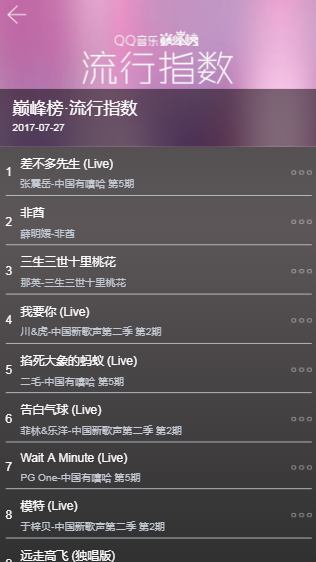 QQ音乐巅峰榜
流行指数
巅峰榜·流行指数
2017-07-27
1 差不多先生 (Live)
张震岳-中国有嘻哈 第5期
2 非酋
薛明媛-非酋
3 三生三世十里桃花
那英-三生三世十里桃花
4 我要你 (Live)
川&虎-中国新歌声第二季 第2期
5 掐死大象的蚂蚁 (Live)
二毛-中国有嘻哈 第5期
6 告白气球 (Live)
菲林&乐洋-中国新歌声第二季 第2期
7 Wait A Minute (Live)
PG One-中国有嘻哈 第5期
8 模特 (Live)
于梓贝-中国新歌声第二季 第2期
远走高飞 (独唱版)